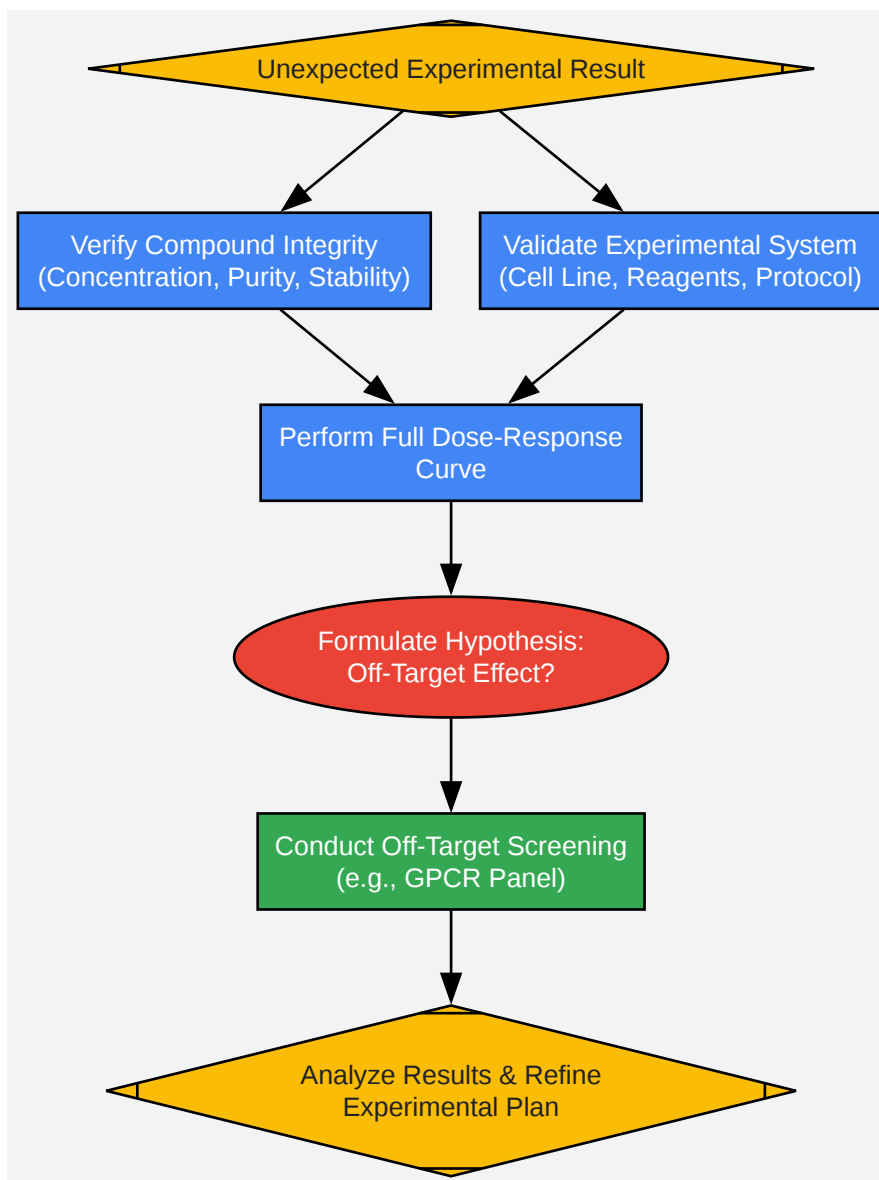 Unexpected Experimental Result
Verify Compound Integrity
(Concentration, Purity, Stability)
Validate Experimental System
(Cell Line, Reagents, Protocol)
Perform Full Dose-Response
Curve
Formulate Hypothesis:
Off-Target Effect?
Conduct Off-Target Screening
(e.g., GPCR Panel)
Analyze Results & Refine
Experimental Plan